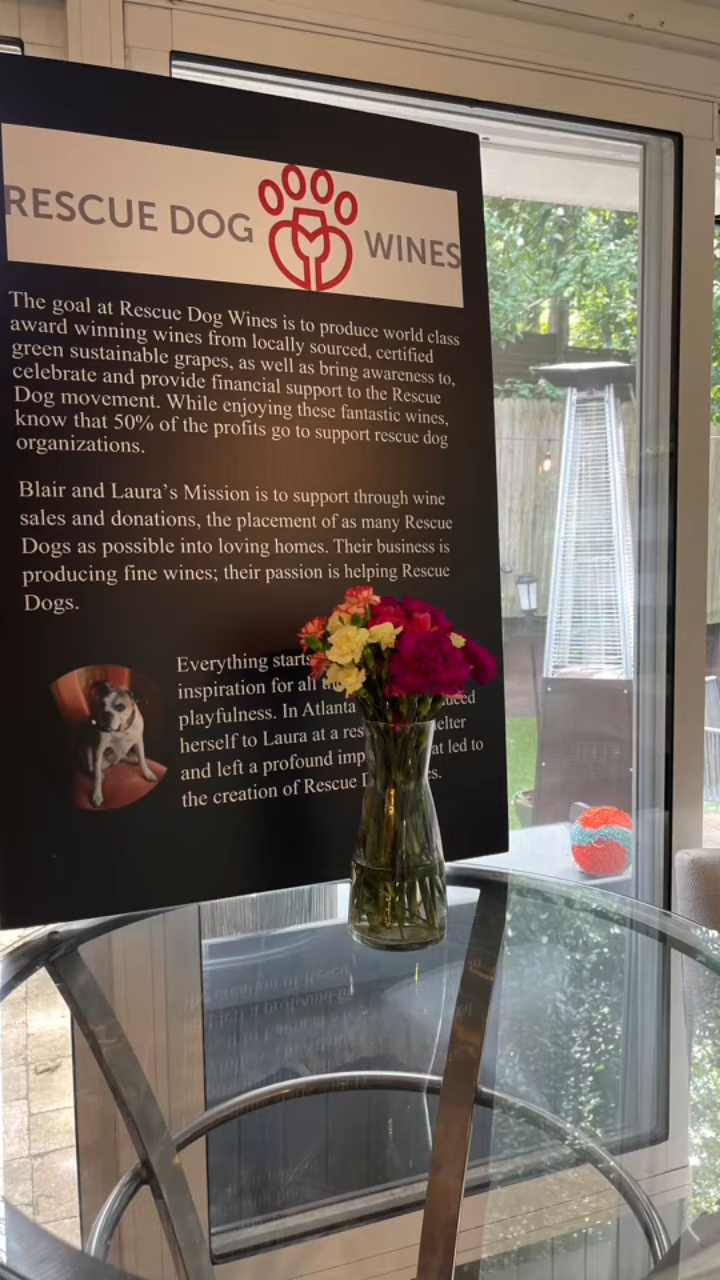 RESCUE DOG WINES
The goal at Rescue Dog Wines is to produce world class
award winning wines from locally sourced, certified
green sustainable grapes, as well as bring awareness to,
celebrate and provide financial support to the Rescue
Dog movement. While enjoying these fantastic wines,
know that 50% of the profits go to support rescue dog
organizations.
Blair and Laura's Mission is to support through wine
sales and donations, the placement of as many Rescue
Dogs as possible into loving homes. Their business is
producing fine wines; their passion is helping Rescue
Dogs.
Everything starts
inspiration for all
playfulness. In Atlanta
herself to Laura at a
and left a profound that led to
the creation of Rescue